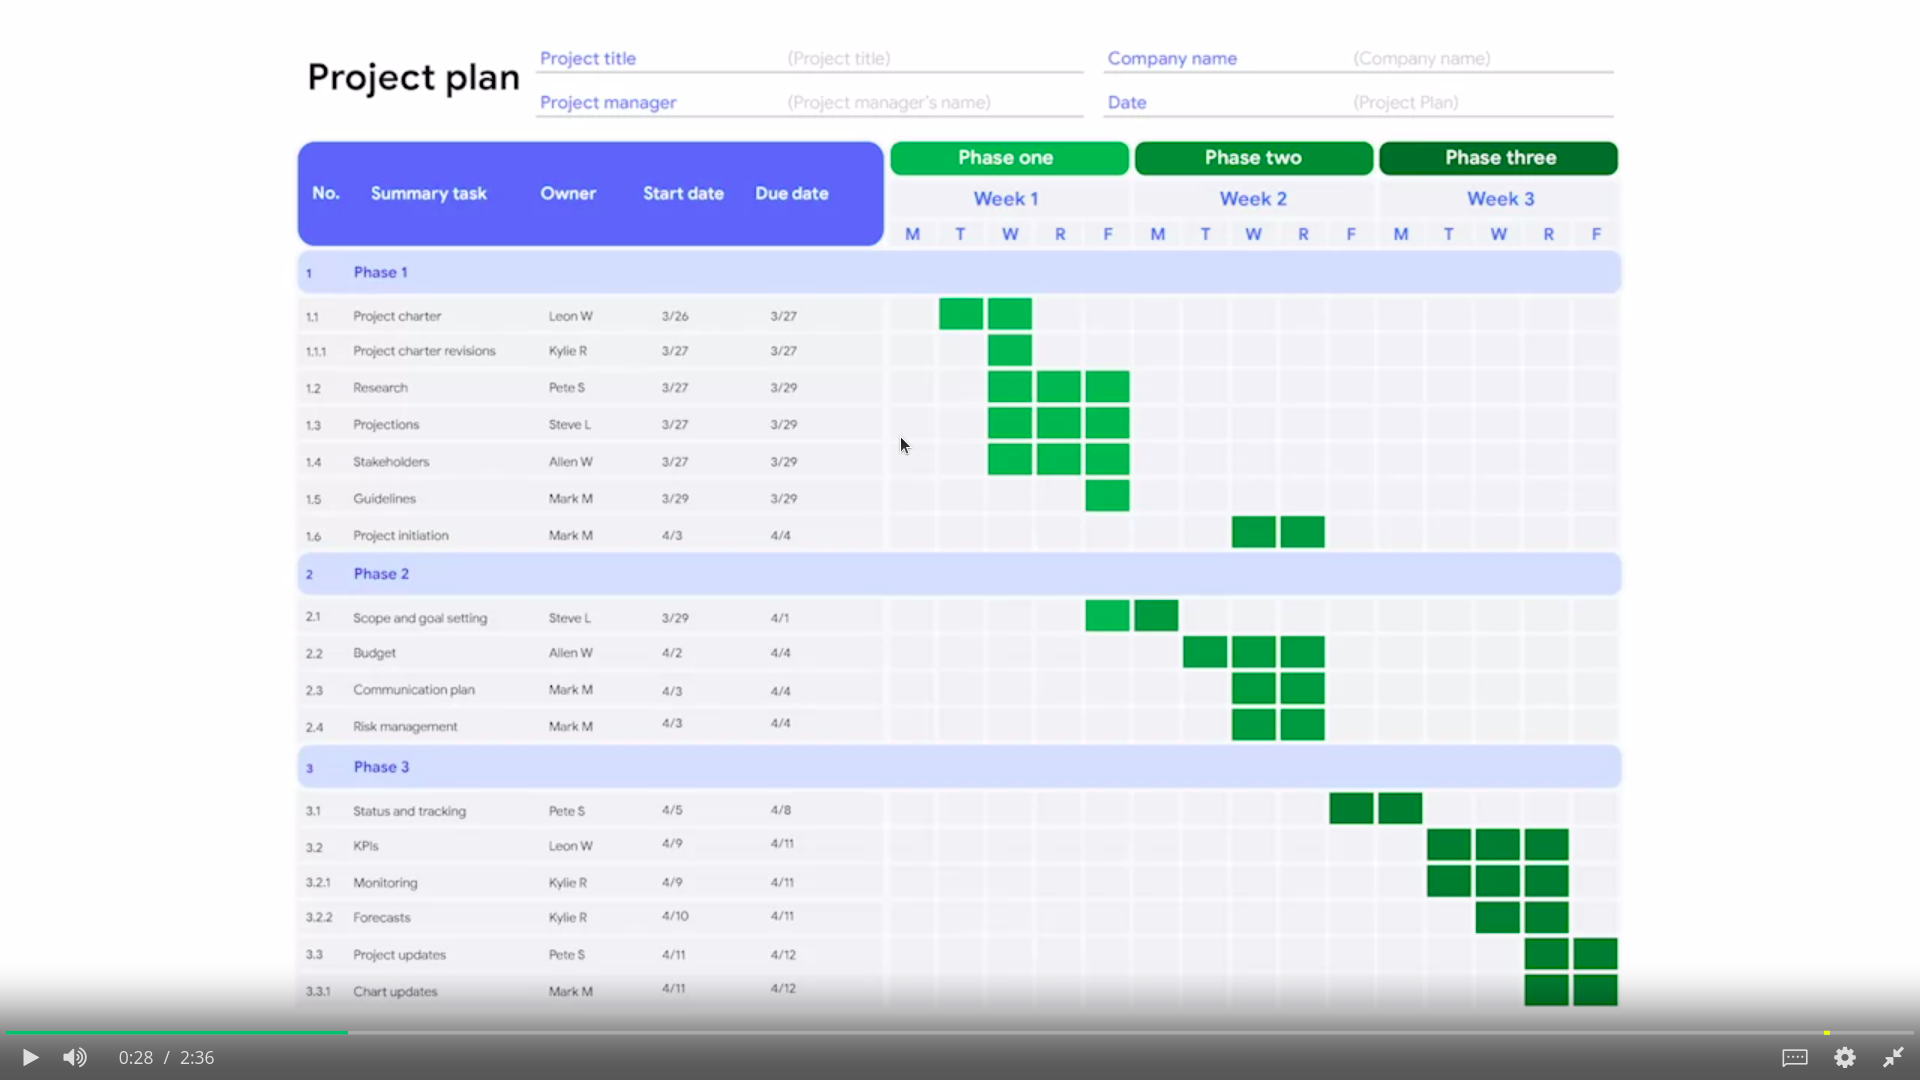 Project plan
Project title (Project title) Company name (Company name)
Project manager (Project manager's name) Date (Project Plan)
No. Summary task Owner Start date Due date
Phase one Phase two Phase three
Week 1 Week 2 Week 3
M T W R F M T W R F M T W R F
1 Phase 1
1.1 Project charter Leon W 3/26 3/27
1.1.1 Project charter revisions Kylie R 3/27 3/27
1.2 Research Pete S 3/27 3/29
1.3 Projections Steve L 3/27 3/29
1.4 Stakeholders Allen W 3/27 3/29
1.5 Guidelines Mark M 3/29 3/29
1.6 Project initiation Mark M 4/3 4/4
2 Phase 2
2.1 Scope and goal setting Steve L 3/29 4/1
2.2 Budget Allen W 4/2 4/4
2.3 Communication plan Mark M 4/3 4/4
2.4 Risk management Mark M 4/3 4/4
3 Phase 3
3.1 Status and tracking Pete S 4/5 4/8
3.2 KPIs Leon W 4/9 4/11
3.2.1 Monitoring Kylie R 4/9 4/11
3.2.2 Forecasts Kylie R 4/10 4/11
3.3 Project updates Pete S 4/11 4/12
3.3.1 Chart updates Mark M 4/11 4/12
0:28 / 2:36